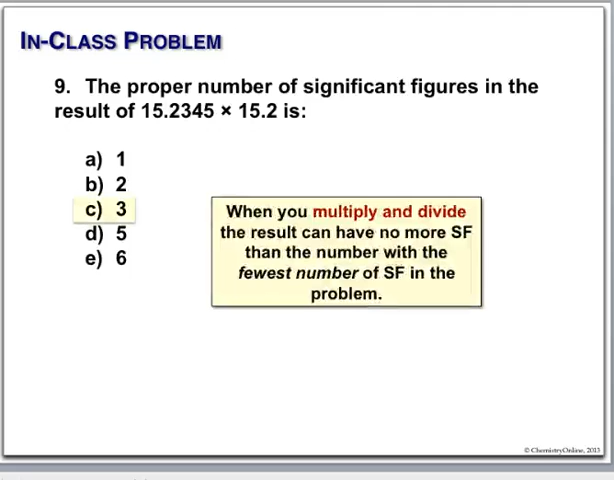 IN-CLASS PROBLEM
9. The proper number of significant figures in the
result of 15.2345 × 15.2 is:
a) 1
b) 2
c) 3
d) 5
e) 6
When you multiply and divide
the result can have no more SF
than the number with the
fewest number of SF in the
problem.
© ChemistryOnline, 2013